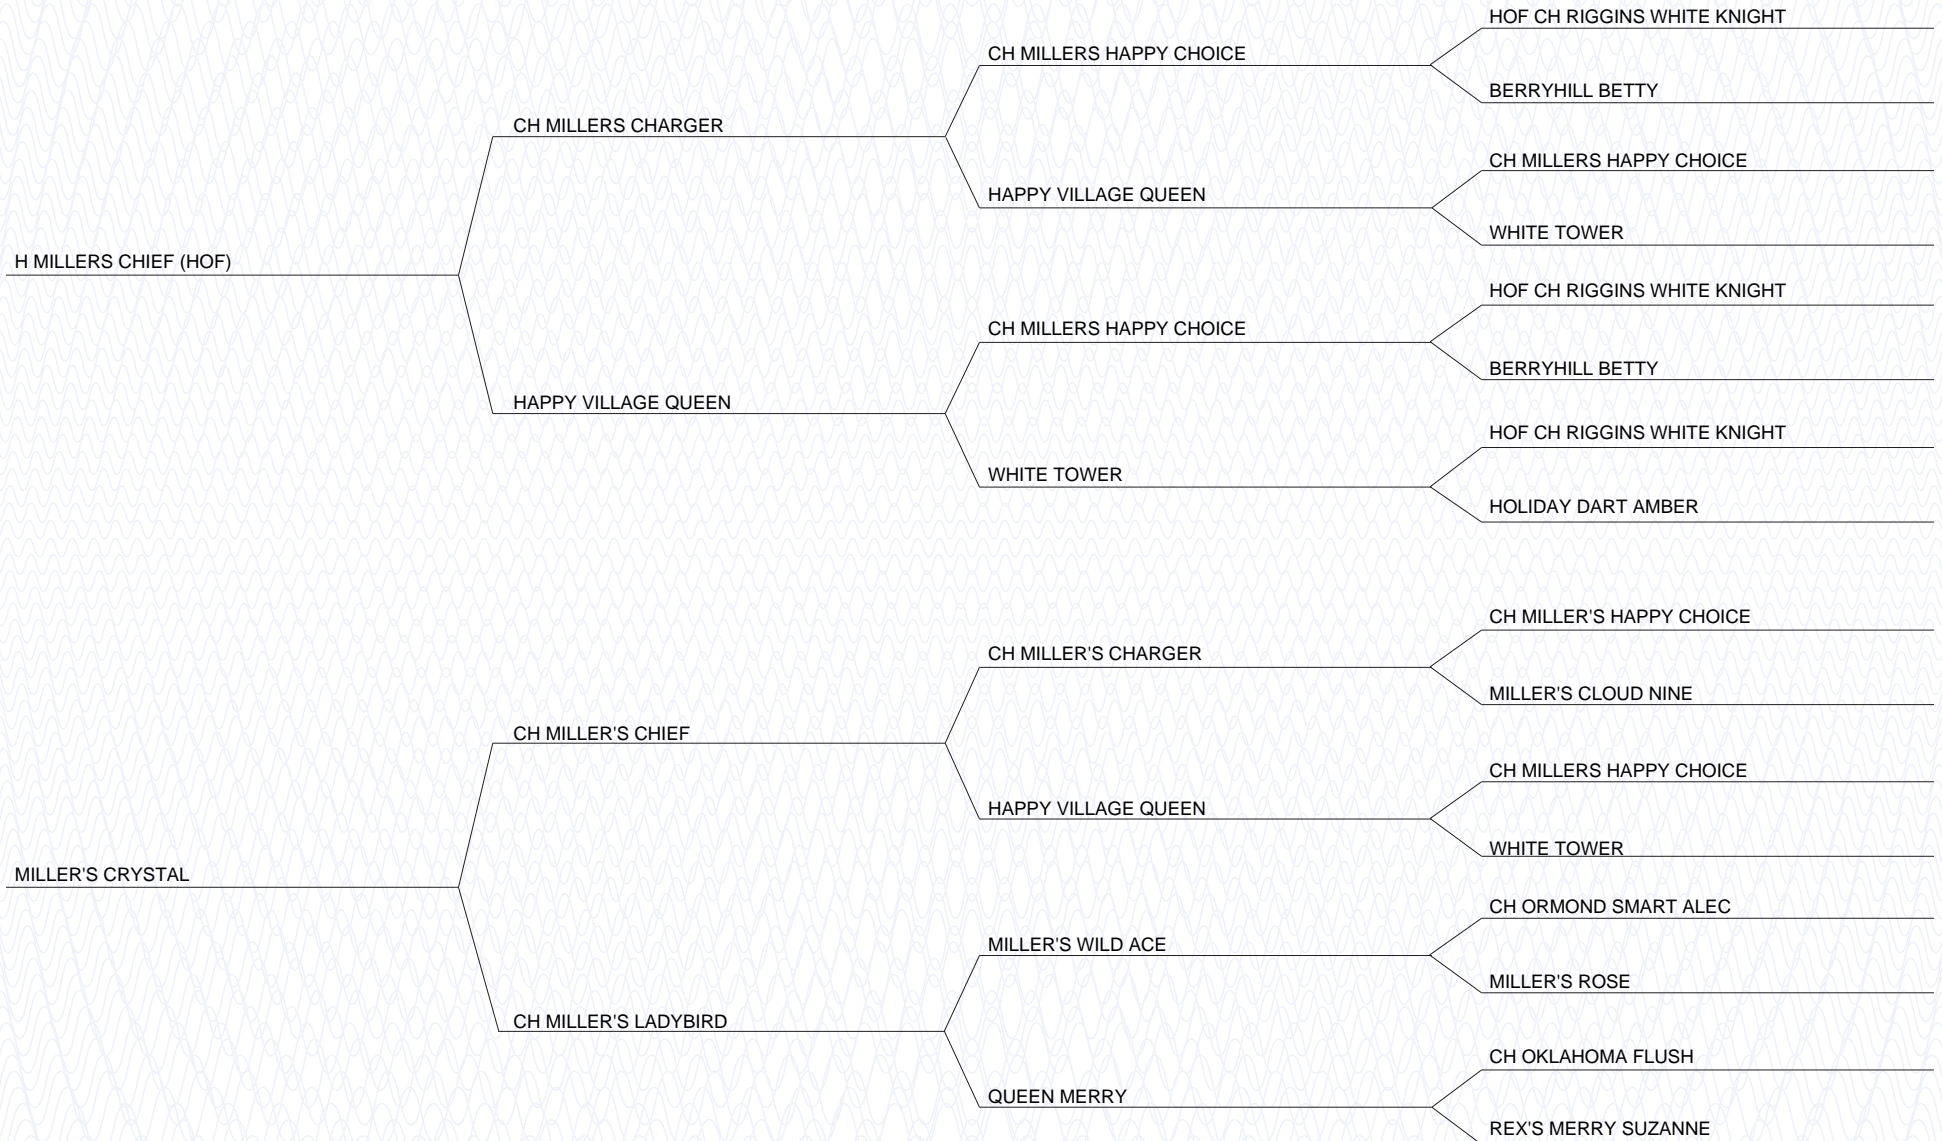 HOF CH RIGGINS WHITE KNIGHT
CH MILLERS HAPPY CHOICE
BERRYHILL BETTY
CH MILLERS CHARGER
CH MILLERS HAPPY CHOICE
HAPPY VILLAGE QUEEN
WHITE TOWER
H MILLERS CHIEF (HOF)
HOF CH RIGGINS WHITE KNIGHT
CH MILLERS HAPPY CHOICE
BERRYHILL BETTY
HAPPY VILLAGE QUEEN
HOF CH RIGGINS WHITE KNIGHT
WHITE TOWER
HOLIDAY DART AMBER
CH MILLER'S HAPPY CHOICE
CH MILLER'S CHARGER
MILLER'S CLOUD NINE
CH MILLER'S CHIEF
CH MILLERS HAPPY CHOICE
HAPPY VILLAGE QUEEN
WHITE TOWER
MILLER'S CRYSTAL
CH ORMOND SMART ALEC
MILLER'S WILD ACE
MILLER'S ROSE
CH MILLER'S LADYBIRD
CH OKLAHOMA FLUSH
QUEEN MERRY
REX'S MERRY SUZANNE